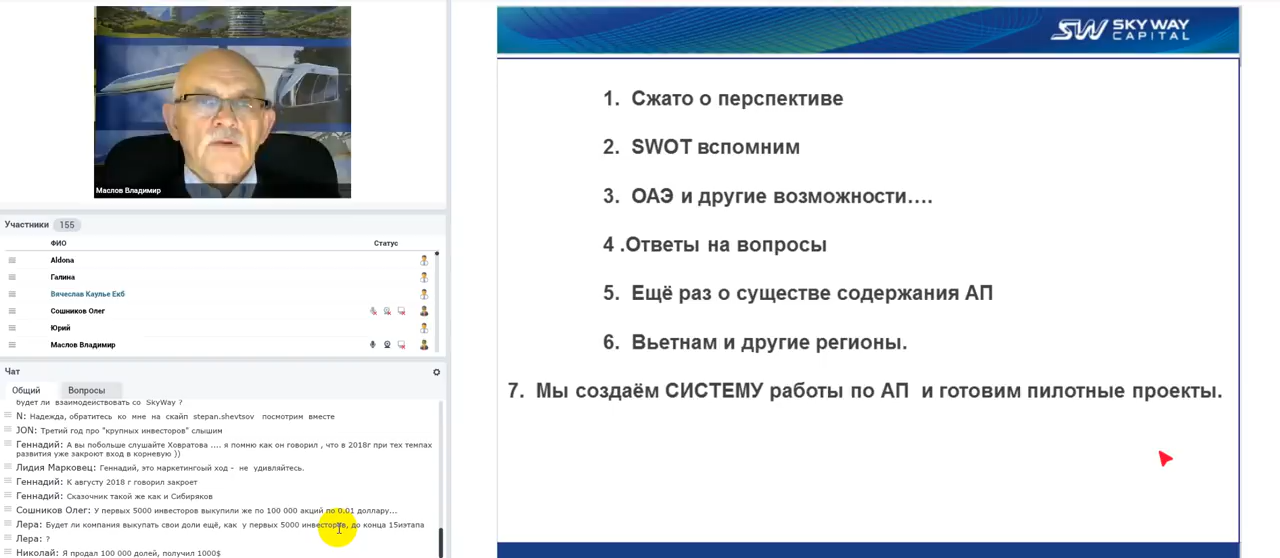 Маслов Владимир
Участники 155
ФИО Статус
Aldona
Галина
Вячеслав Каулье Екб
Сошников Олег
Юрий
Маслов Владимир
Чат
Общий Вопросы
будет ли взаимодействовать со SkyWay ?
N: Надежда, обратитесь ко мне на скайп stepan.shevtsov посмотрим вместе
JON: Третий год про "крупных инвесторов" слышим
Геннадий: А вы побольше слушайте Ховратова .... я помню как он говорил , что в 2018г при тех темпах
развития уже закроют вход в корневую ))
Лидия Марковец: Геннадий, это маркетингоый ход - не удивляйтесь.
Геннадий: К августу 2018 г говорил закроет
Геннадий: Сказочник такой же как и Сибиряков
Сошников Олег: У первых 5000 инвесторов выкупили же по 100 000 акций по 0.01 доллару...
Лера: Будет ли компания выкупать свои доли ещё, как у первых 5000 инвесторов, до конца 15иэтапа
Лера: ?
Николай: Я продал 100 000 долей, получил 1000$
SW SKY WAY
CAPITAL
1. Сжато о перспективе
2. SWOT вспомним
3. ОАЭ и другие возможности....
4 .Ответы на вопросы
5. Ещё раз о существе содержания АП
6. Вьетнам и другие регионы.
7. Мы создаём СИСТЕМУ работы по АП и готовим пилотные проекты.